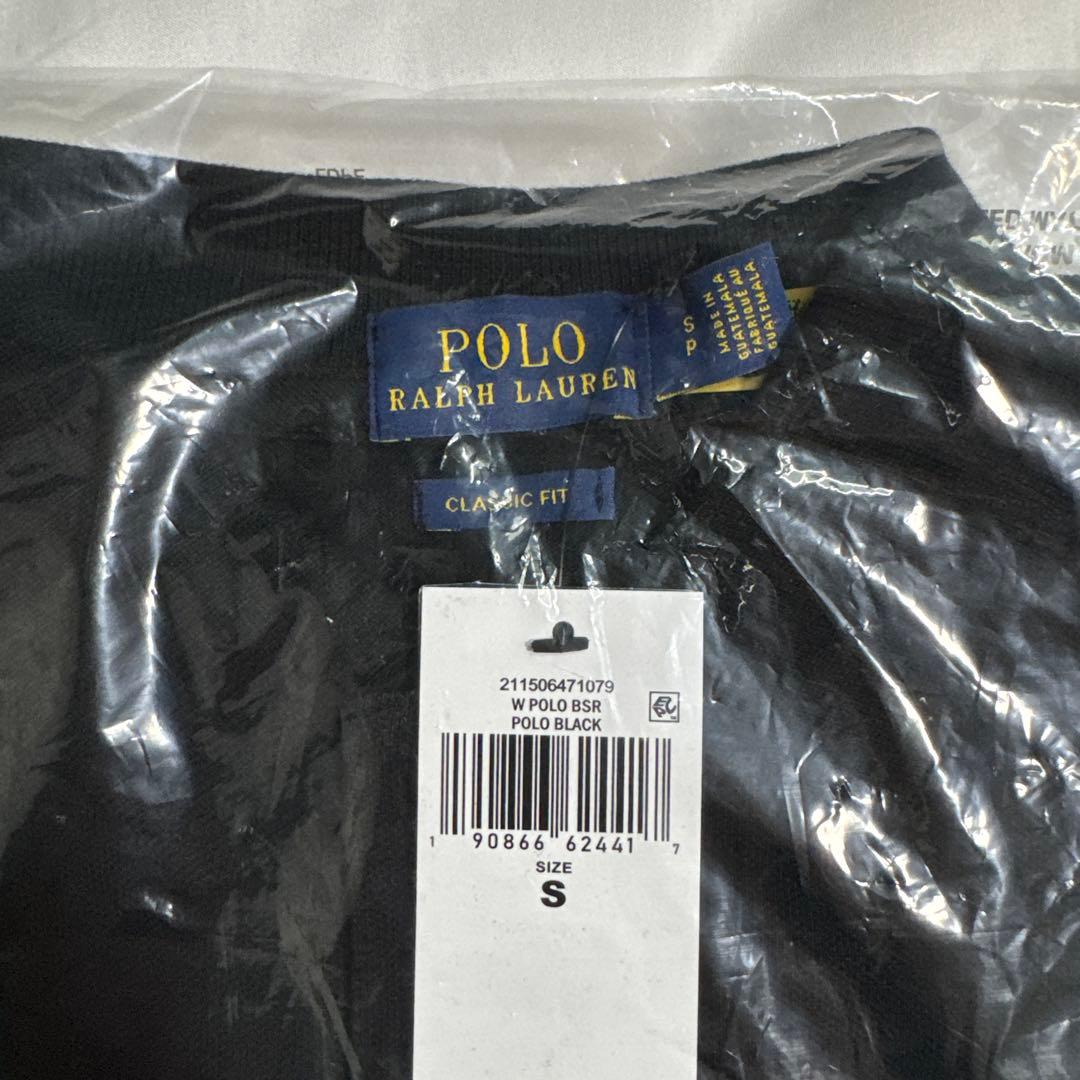 POLO
RALPH LAUREN
S
P
MADE IN
GUATEMALA
FABRIQUÉ AU
GUATEMALA
CLASSIC FIT
211506471079
W POLO BSR
POLO BLACK
1 90866 62441 7
SIZE
S